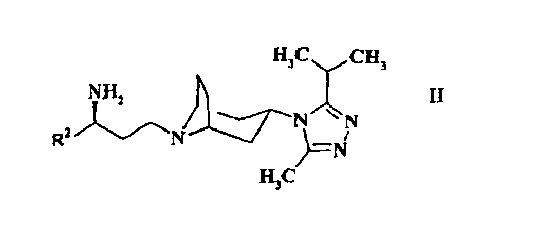 H₃C CH₃
NH₂ II
N N
R² N N
H₃C